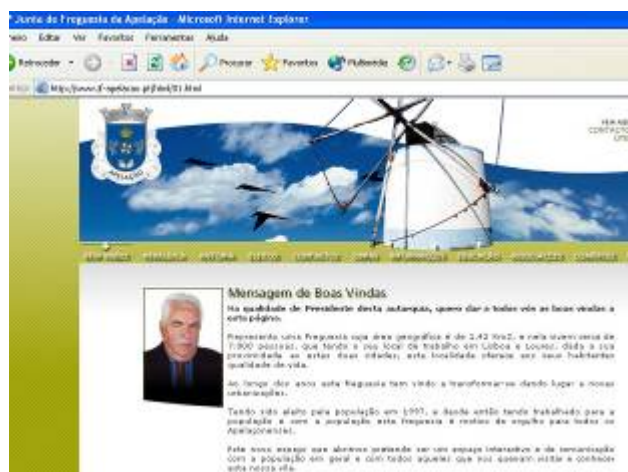 Junta de Freguesia da Apelação - Microsoft Internet Explorer
Editar Ver Favoritos Ferramentas Ajuda
Retroceder Procurar Favoritos Multimédia
APELAÇÃO
Mensagem de Boas Vindas
Na qualidade de Presidente desta autarquia, quero dar a todos vós as boas vindas a
esta página.
Represento uma Freguesia cuja área geográfica é de 1,42 Km2, e nela vivem cerca de
7.000 pessoas, que tendo o seu local de trabalho em Lisboa e Loures, dada a sua
proximidade as estas duas cidades, esta localidade oferece aos seus habitantes
qualidade de vida.
Ao longo dos anos esta freguesia tem vindo a transformar-se dando lugar a novas
urbanizações.
Tendo sido eleito pela população em 1997, e desde então tendo trabalhado para a
população e com a população esta freguesia é motivo de orgulho para todos os
Apelaçonenses.
Este novo espaço que abrimos pretende ser um espaço interactivo e de comunicação
com a população em geral e com todos aqueles que nos queiram visitar e conhecer
esta nossa vila.